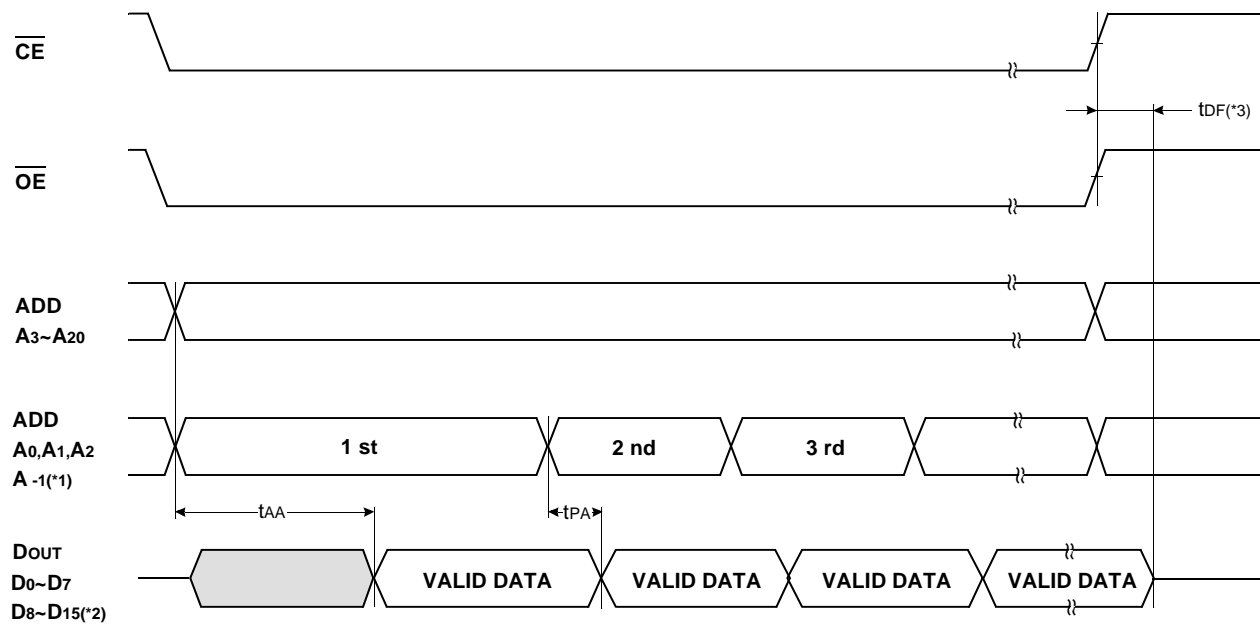 CE
tDF(*3)
OE
ADD
A3~A20
ADD
A0,A1,A2
A -1(*1)
1 st
2 nd
3 rd
tAA
tPA
DOUT
D0~D7
D8~D15(*2)
VALID DATA
VALID DATA
VALID DATA
VALID DATA